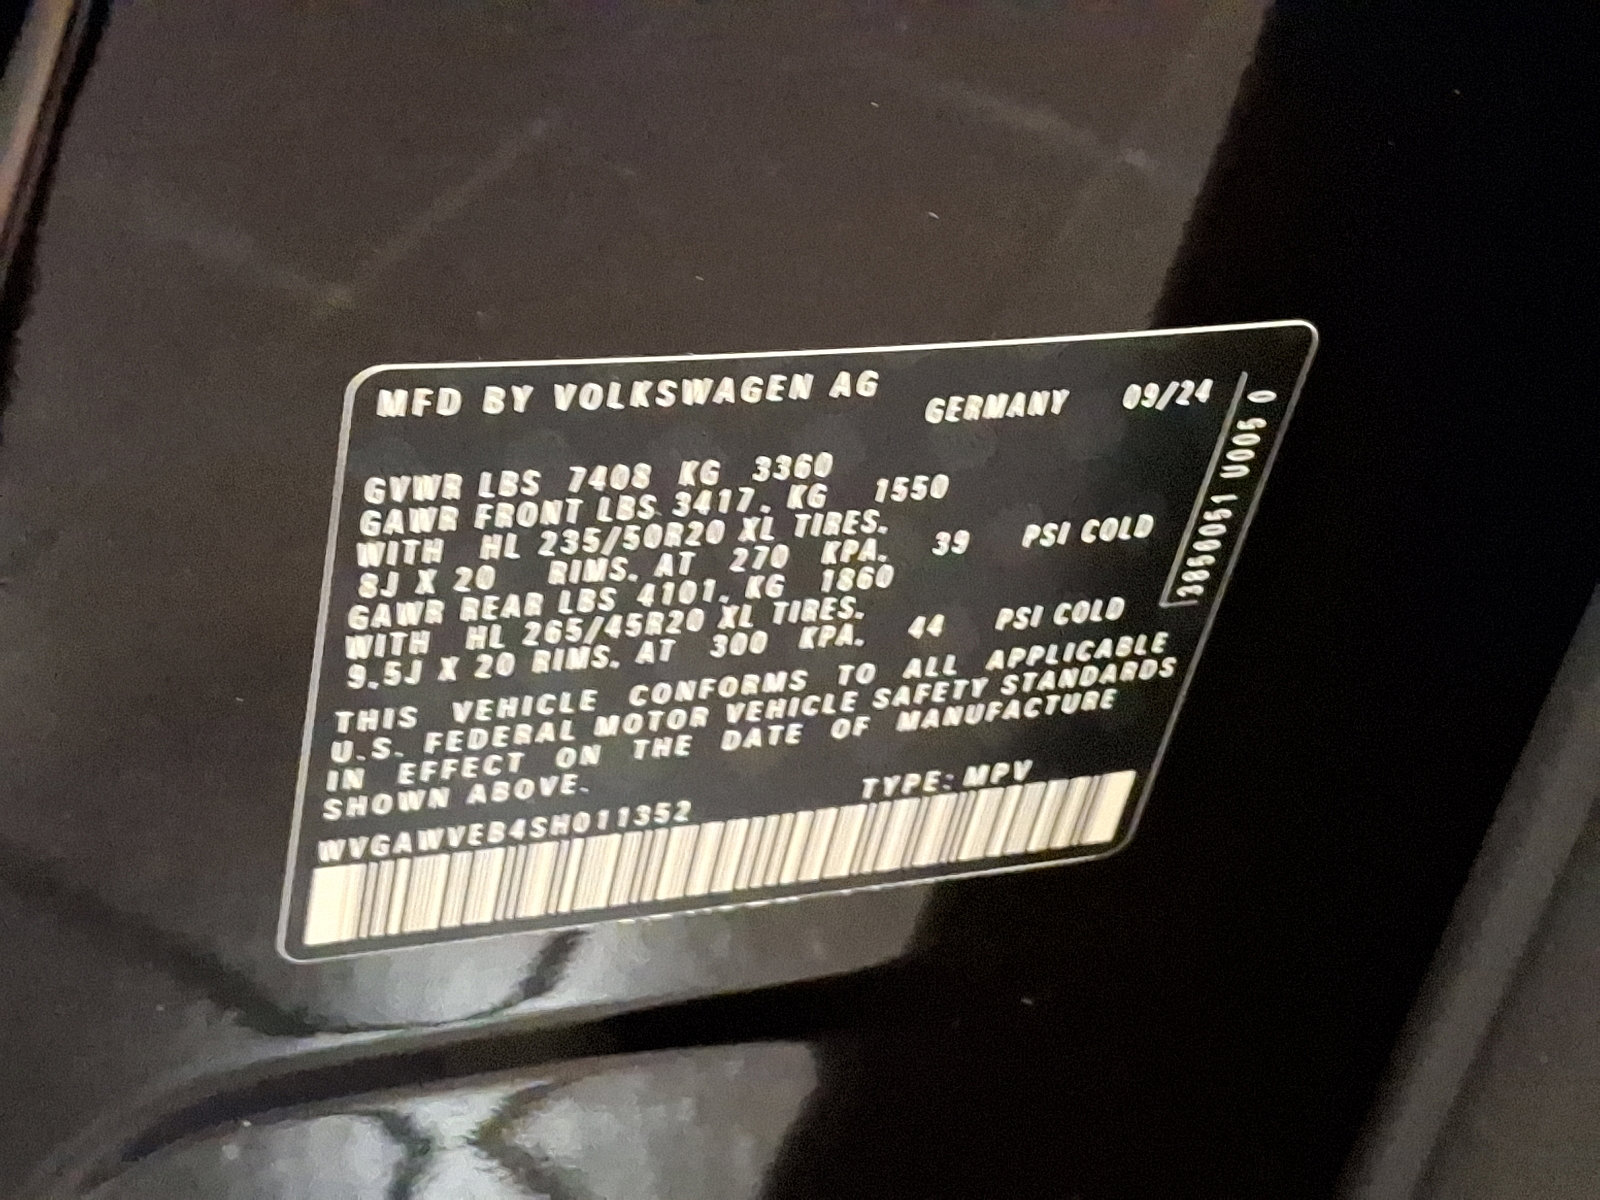 MFD BY VOLKSWAGEN AG GERMANY 09/24
GVWR LBS 7408 KG 3360
GAWR FRONT LBS 3417. KG 1550
WITH HL 235/50R20 XL TIRES.
8J X 20 RIMS. AT 270 KPA. 39 PSI COLD
GAWR REAR LBS 4101. KG 1860
WITH HL 265/45R20 XL TIRES.
9.5J X 20 RIMS. AT 300 KPA. 44 PSI COLD
THIS VEHICLE CONFORMS TO ALL APPLICABLE
U.S. FEDERAL MOTOR VEHICLE SAFETY STANDARDS
IN EFFECT ON THE DATE OF MANUFACTURE
SHOWN ABOVE.
WVGAWVEB4SH011352 TYPE: MPV